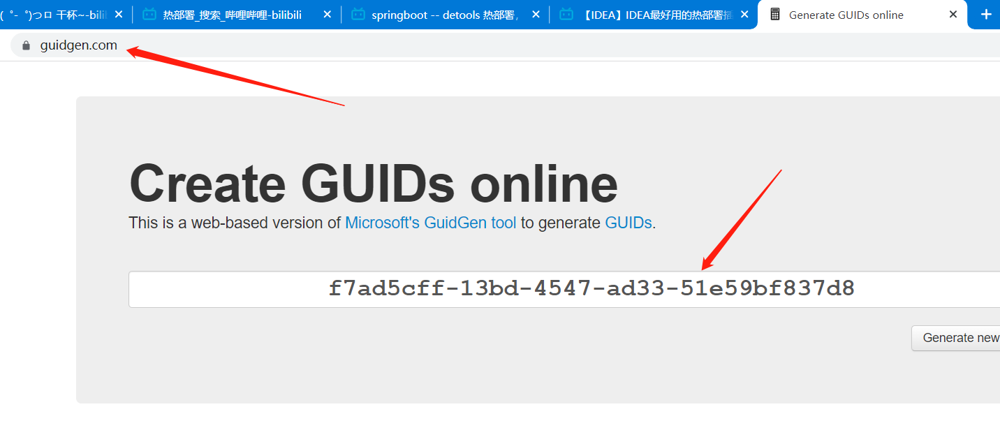 ( ゜- ゜)つロ 干杯~-bili
热部署_搜索_哔哩哔哩-bilibili
springboot -- detools 热部署，
【IDEA】IDEA最好用的热部署插
Generate GUIDs online
guidgen.com
Create GUIDs online
This is a web-based version of Microsoft's GuidGen tool to generate GUIDs.
f7ad5cff-13bd-4547-ad33-51e59bf837d8
Generate new